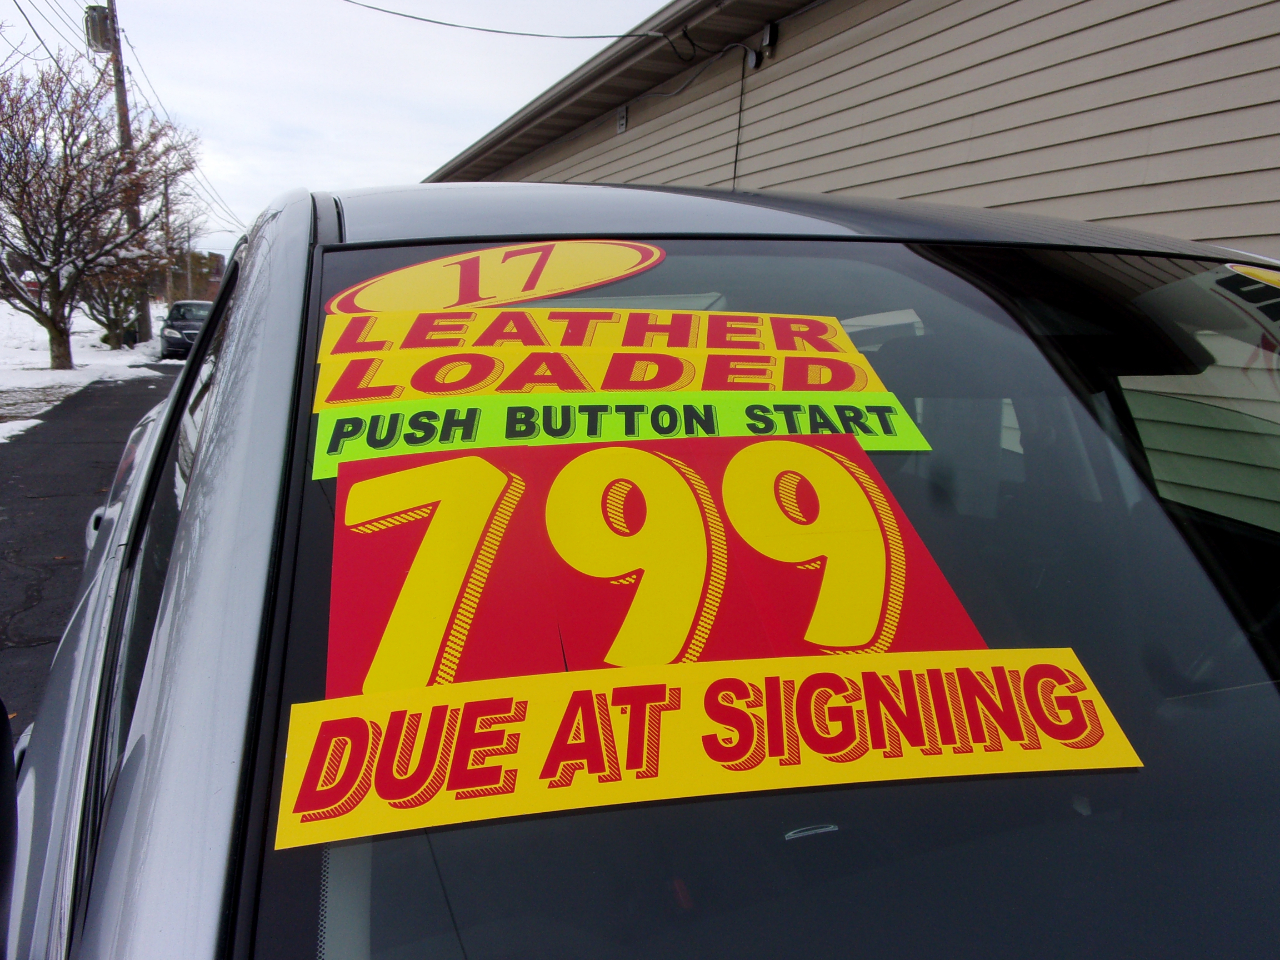 17
LEATHER
LOADED
PUSH BUTTON START
799
DUE AT SIGNING